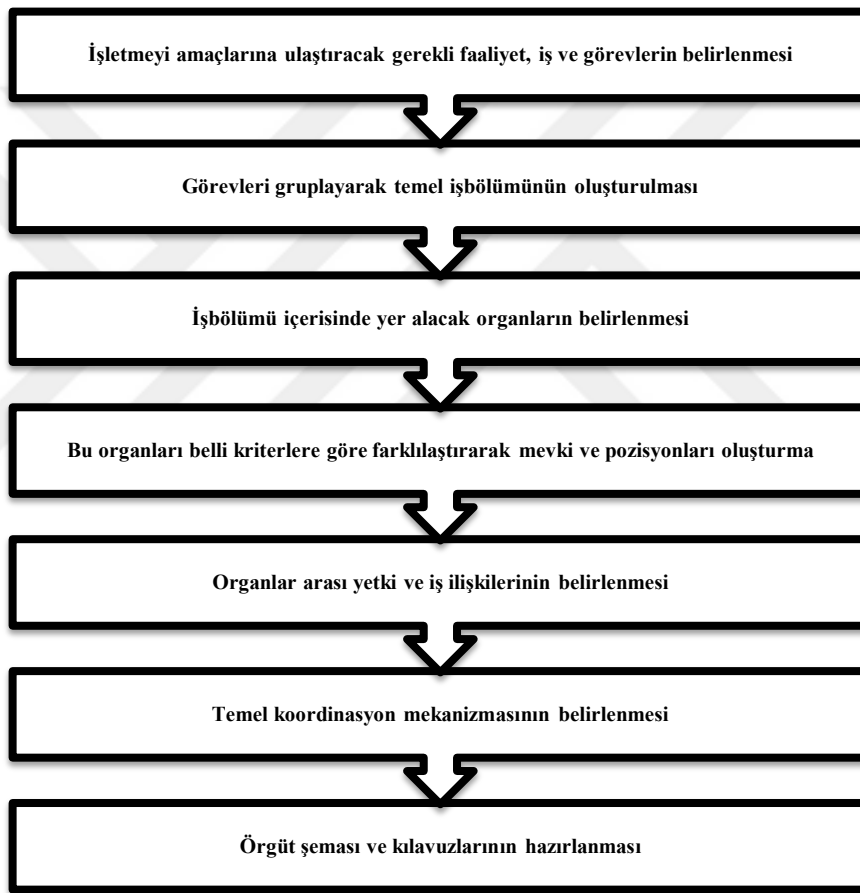 İşletmeyi amaçlarına ulaştıracak gerekli faaliyet, iş ve görevlerin belirlenmesi
Görevleri gruplayarak temel işbölümünün oluşturulması
İşbölümü içerisinde yer alacak organların belirlenmesi
Bu organları belli kriterlere göre farklılaştırarak mevki ve pozisyonları oluşturma
Organlar arası yetki ve iş ilişkilerinin belirlenmesi
Temel koordinasyon mekanizmasının belirlenmesi
Örgüt şeması ve kılavuzlarının hazırlanması